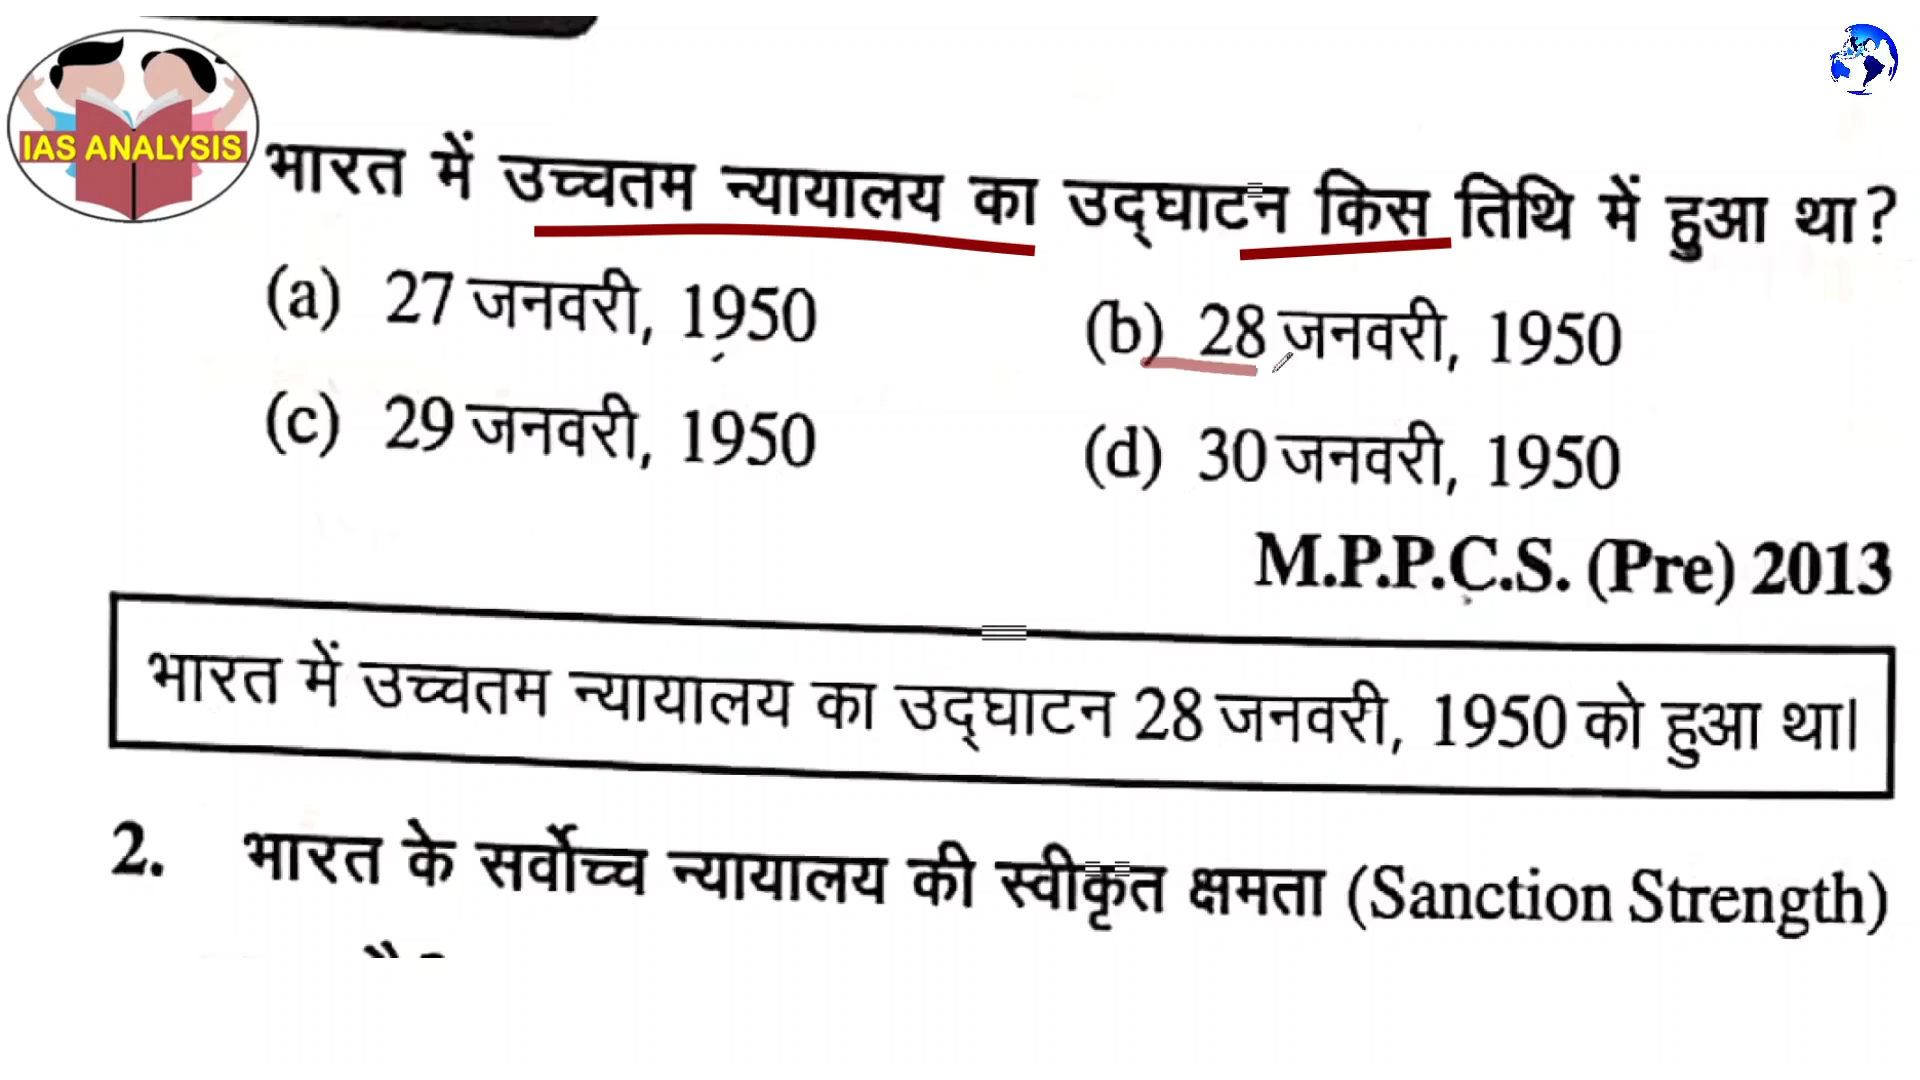 IAS ANALYSIS
भारत में उच्चतम न्यायालय का उद्घाटन किस तिथि में हुआ था?
(a) 27 जनवरी, 1950 (b) 28 जनवरी, 1950
(c) 29 जनवरी, 1950 (d) 30 जनवरी, 1950
M.P.P.C.S. (Pre) 2013
भारत में उच्चतम न्यायालय का उद्घाटन 28 जनवरी, 1950 को हुआ था।
2. भारत के सर्वोच्च न्यायालय की स्वीकृत क्षमता (Sanction Strength)